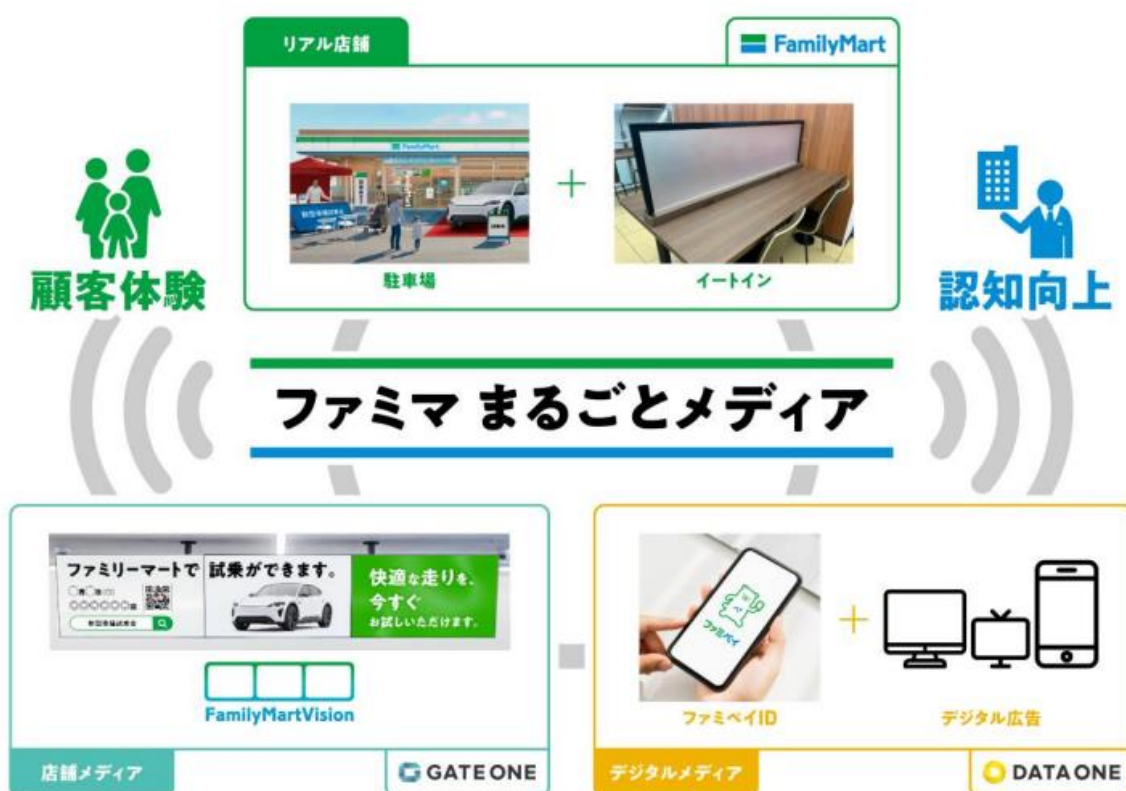 リアル店舗
FamilyMart
FamilyMart
駐車場
+
イートイン
顧客体験
認知向上
ファミマ まるごとメディア
ファミリーマートで 試乗ができます。
快適な走りを、
今すぐ
お試しいただけます。
FamilyMartVision
店舗メディア
GATE ONE
ファミペイ
ファミペイID
+
デジタル広告
デジタルメディア
DATA ONE